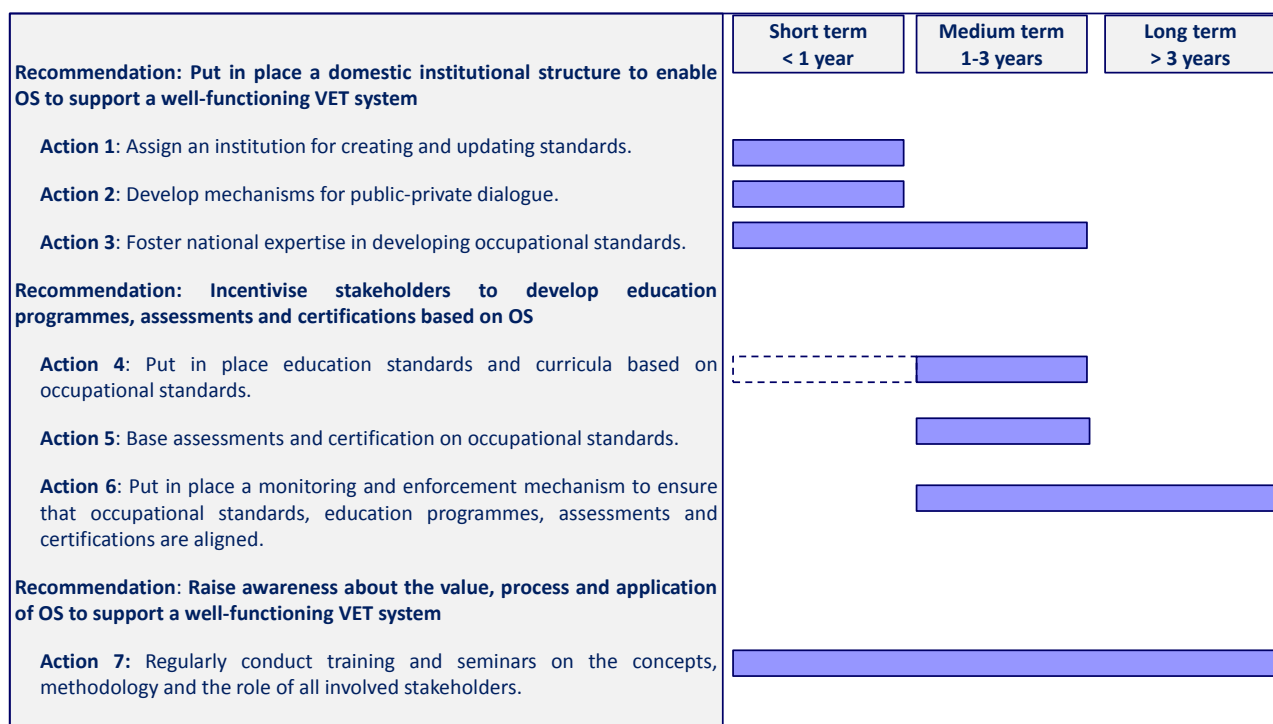 Short term
< 1 year
Medium term
1-3 years
Long term
> 3 years
Recommendation: Put in place a domestic institutional structure to enable
OS to support a well-functioning VET system
Action 1: Assign an institution for creating and updating standards.
Action 2: Develop mechanisms for public-private dialogue.
Action 3: Foster national expertise in developing occupational standards.
Recommendation: Incentivise stakeholders to develop education
programmes, assessments and certifications based on OS
Action 4: Put in place education standards and curricula based on
occupational standards.
Action 5: Base assessments and certification on occupational standards.
Action 6: Put in place a monitoring and enforcement mechanism to ensure
that occupational standards, education programmes, assessments and
certifications are aligned.
Recommendation: Raise awareness about the value, process and application
of OS to support a well-functioning VET system
Action 7: Regularly conduct training and seminars on the concepts,
methodology and the role of all involved stakeholders.